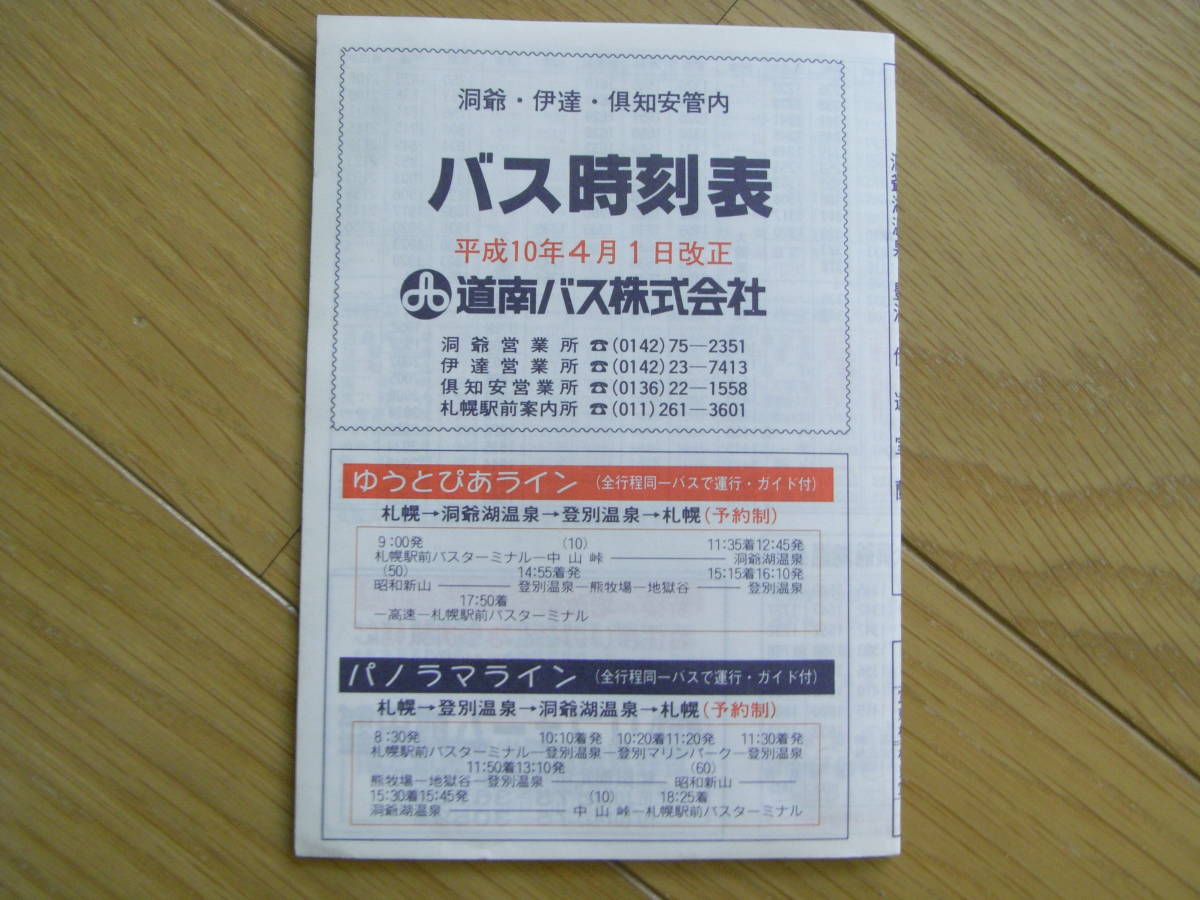 洞爺・伊達・倶知安管内
バス時刻表
平成10年4月1日改正
道南バス株式会社
洞爺営業所 ☎(0142)75―2351
伊達営業所 ☎(0142)23―7413
倶知安営業所 ☎(0136)22―1558
札幌駅前案内所 ☎(011)261―3601
ゆうとぴあライン (全行程同一バスで運行・ガイド付)
札幌→洞爺湖温泉→登別温泉→札幌(予約制)
9:00発 (10) 11:35着12:45発
札幌駅前バスターミナル―中山峠―洞爺湖温泉
(50) 14:55着発 15:15着16:10発
昭和新山―登別温泉―熊牧場―地獄谷―登別温泉
17:50着
―高速―札幌駅前バスターミナル
パノラマライン (全行程同一バスで運行・ガイド付)
札幌→登別温泉→洞爺湖温泉→札幌(予約制)
8:30発 10:10着発 10:20着11:20発 11:30着発
札幌駅前バスターミナル―登別温泉―登別マリンパーク―登別温泉
11:50着13:10発 (60)
熊牧場―地獄谷―登別温泉―昭和新山―
15:30着15:45発 (10) 18:25着
洞爺湖温泉―中山峠―札幌駅前バスターミナル